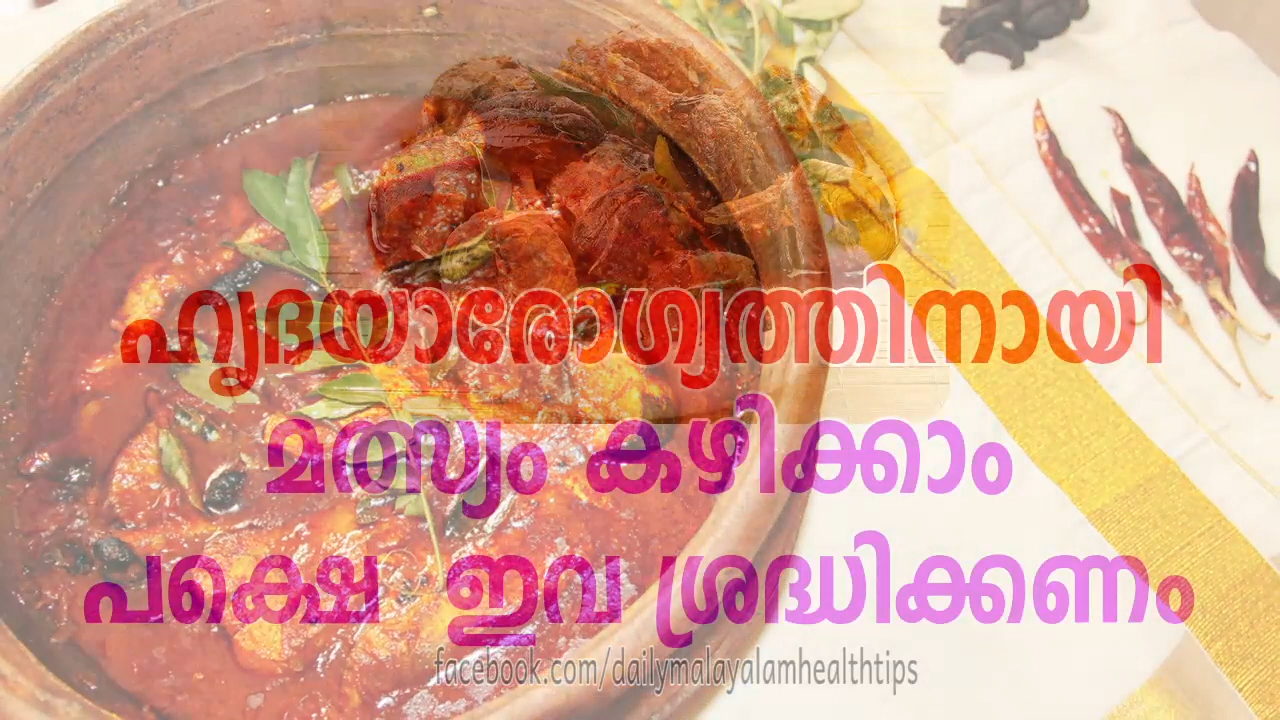 ഹൃദയാരോഗ്യത്തിനായി
മത്സ്യം കഴിക്കാം
പക്ഷെ ഇവ ശ്രദ്ധിക്കണം
facebook.com/dailymalayalamhealthtips